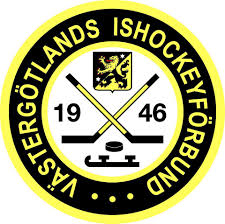 VÄSTERGÖTLANDS ISHOCKEYFÖRBUND
19 46